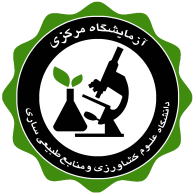 آزمایشگاه مرکزی
دانشگاه علوم کشاورزی و منابع طبیعی ساری